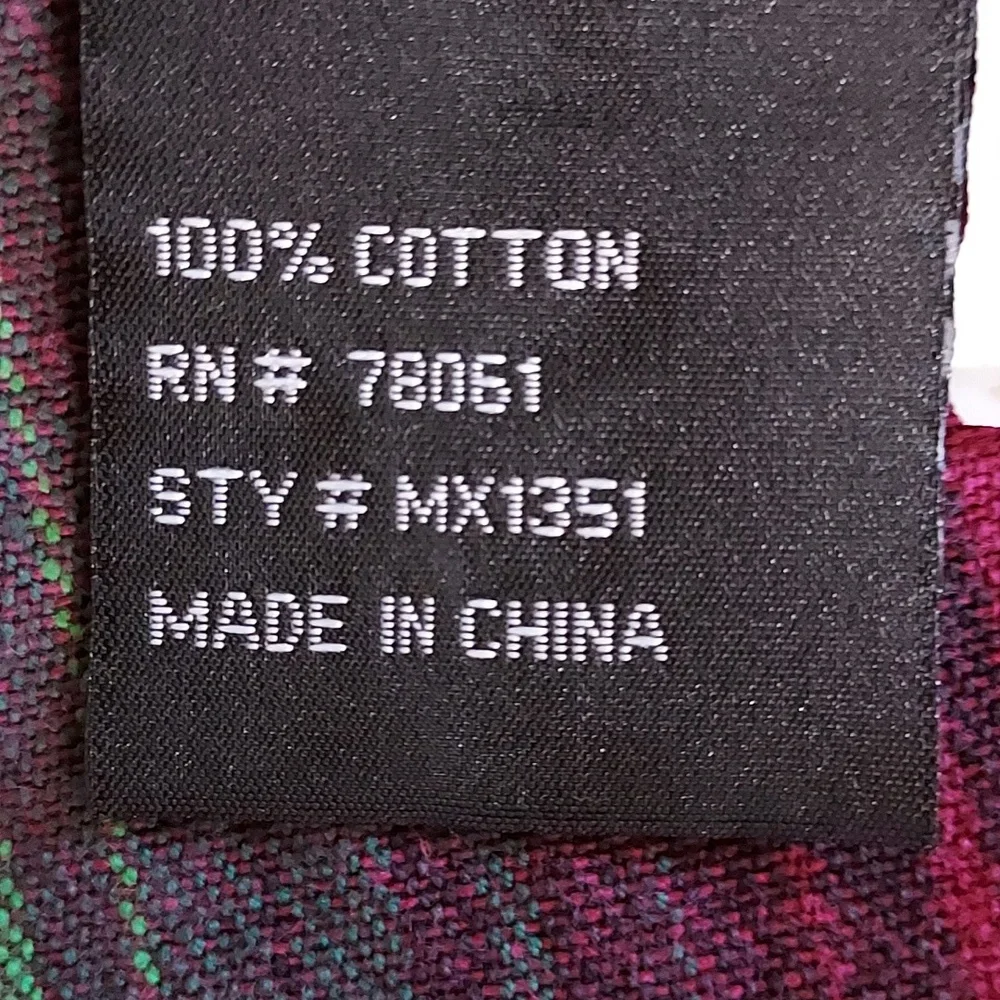 100% COTTON
RN # 78061
STY # MX1351
MADE IN CHINA